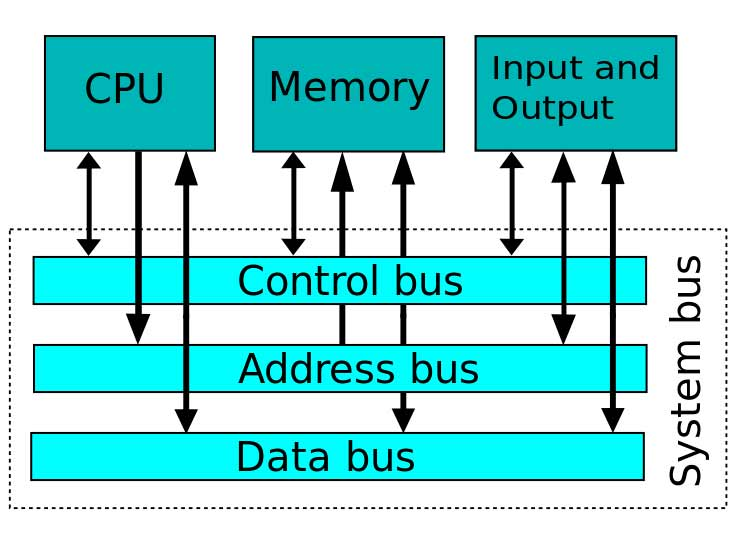 CPU
Memory
Input and
Output
Control bus
Address bus
Data bus
System bus